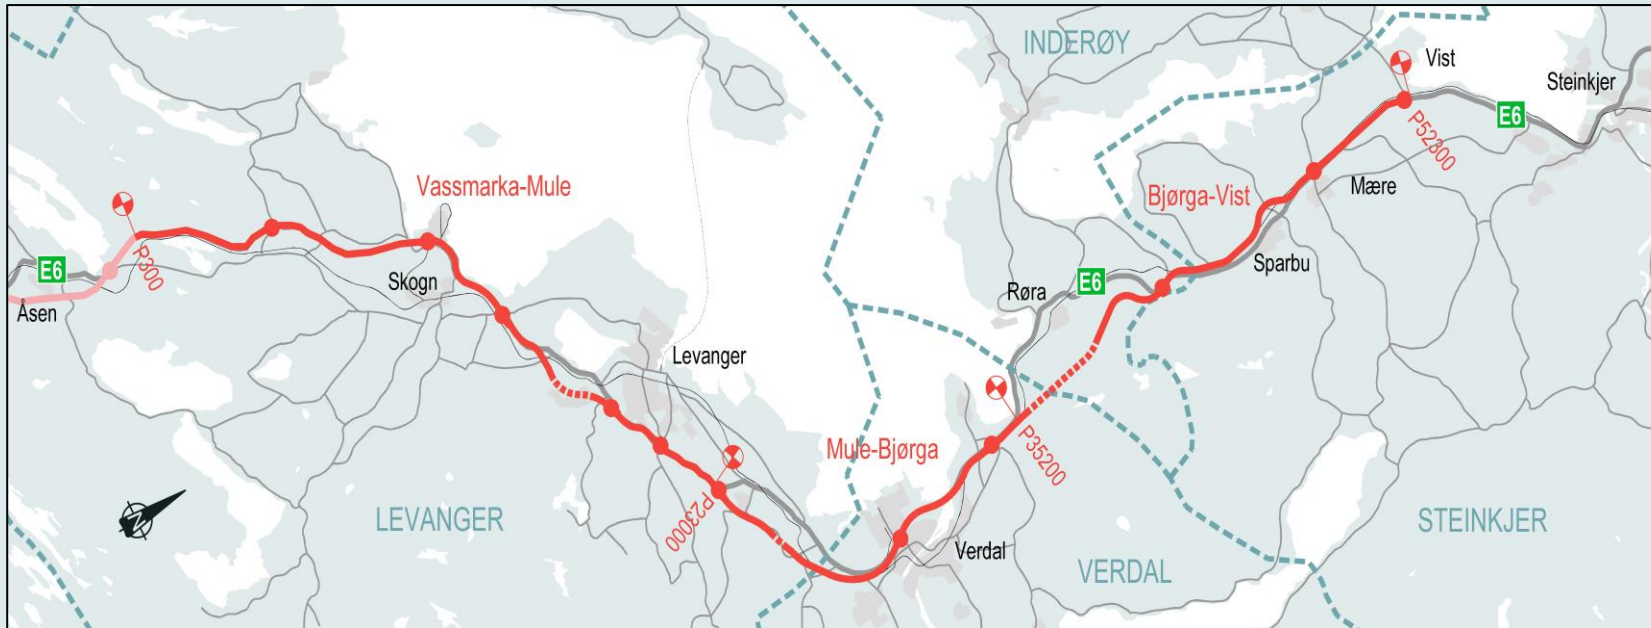 INDERØY
Vist
Steinkjer
E6
P52300
Vassmarka-Mule
Bjørga-Vist
Mære
P300
E6
Åsen
Skogn
Sparbu
E6
Røra
Levanger
Mule-Bjørga
P35200
P23000
LEVANGER
STEINKJER
Verdal
VERDAL
N